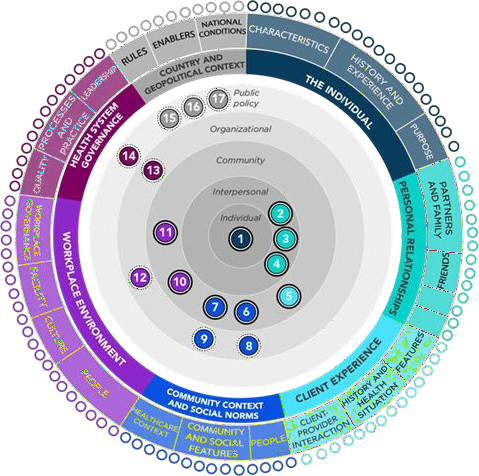 NATIONAL
CONDITIONS
ENABLERS
RULES
COUNTRY AND
GEOPOLITICAL CONTEXT
CHARACTERISTICS
HISTORY AND
EXPERIENCE
PURPOSE
THE INDIVIDUAL
PARTNERS
AND FAMILY
FRIENDS
PERSONAL RELATIONSHIPS
FEATURES
HISTORY AND
HEALTH
SITUATION
CLIENT-
PROVIDER
INTERACTION
CLIENT EXPERIENCE
PEOPLE
COMMUNITY
AND SOCIAL
FEATURES
HEALTHCARE
CONTEXT
COMMUNITY CONTEXT
AND SOCIAL NORMS
PEOPLE
CULTURE
FACILITY
WORKPLACE
GOVERNANCE
WORKPLACE ENVIRONMENT
QUALITY
PROCESSES
AND
PRACTICE
LEADERSHIP
HEALTH SYSTEM
GOVERNANCE
Public
policy
Organizational
Community
Interpersonal
Individual
17
16
15
14
13
11
2
1
3
4
12
10
5
7
6
9
8